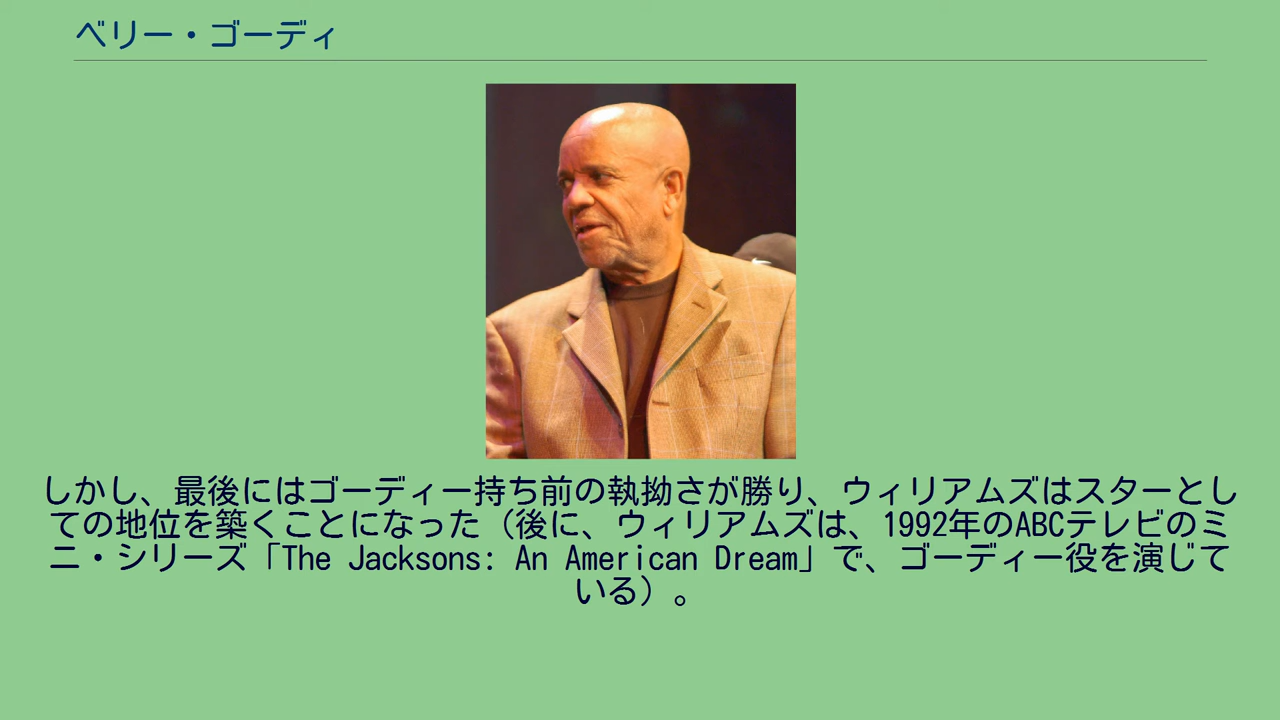 ベリー・ゴーディ
しかし、最後にはゴーディー持ち前の執拗さが勝り、ウィリアムズはスターとし
ての地位を築くことになった（後に、ウィリアムズは、1992年のABCテレビのミ
ニ・シリーズ「The Jacksons: An American Dream」で、ゴーディー役を演じて
いる）。